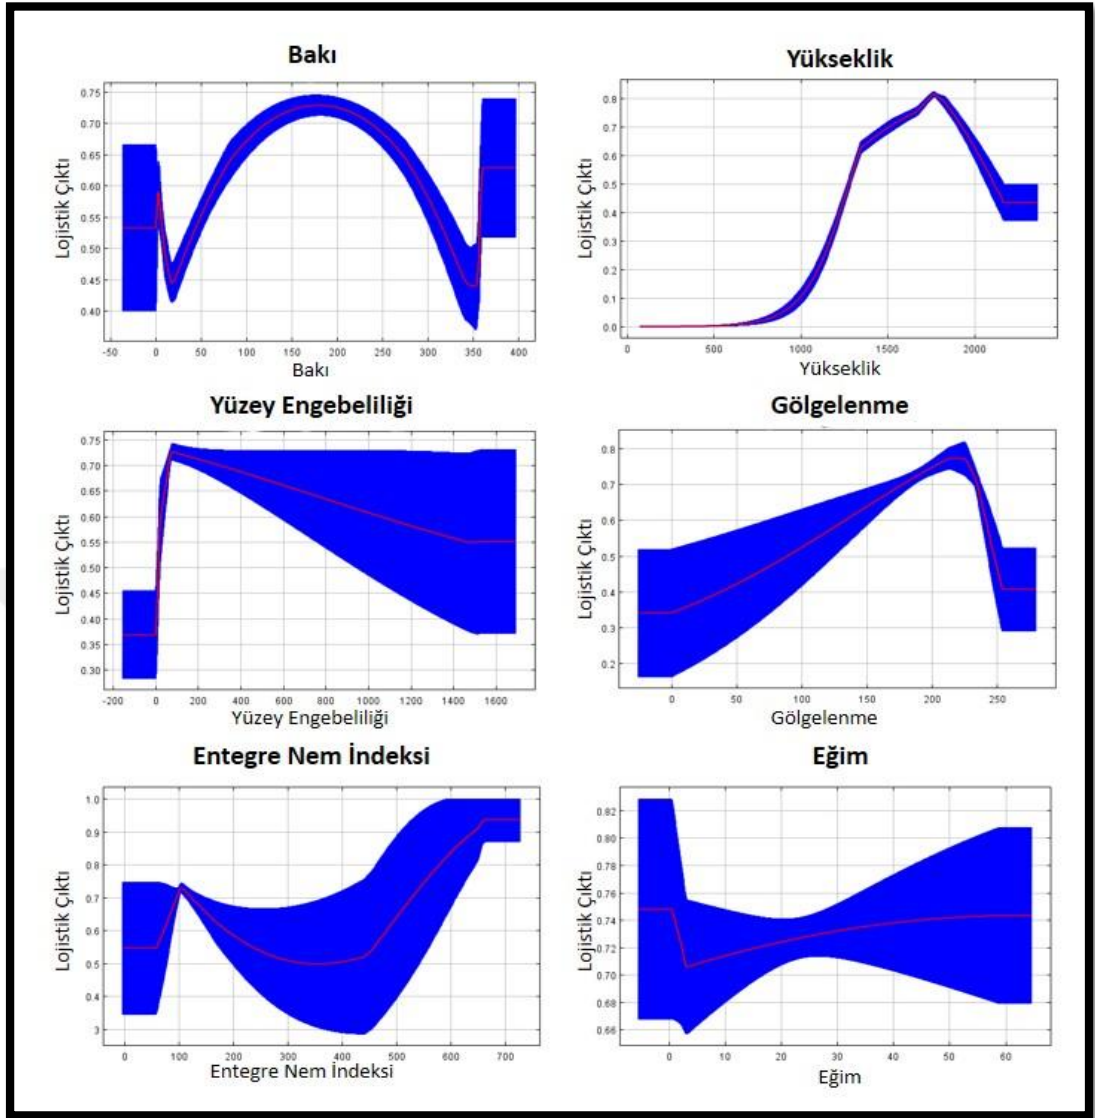 Bakı
Lojistik Çıktı
0.75
0.70
0.65
0.60
0.55
0.50
0.45
0.40
-50 0 50 100 150 200 250 300 350 400
Bakı
Yükseklik
Lojistik Çıktı
0.8
0.7
0.6
0.5
0.4
0.3
0.2
0.1
0.0
0 500 1000 1500 2000
Yükseklik
Yüzey Engebeliliği
Lojistik Çıktı
0.75
0.70
0.65
0.60
0.55
0.50
0.45
0.40
0.35
0.30
-200 0 200 400 600 800 1000 1200 1400 1600
Yüzey Engebeliliği
Gölgelenme
Lojistik Çıktı
0.8
0.7
0.6
0.5
0.4
0.3
0.2
0 50 100 150 200 250
Gölgelenme
Entegre Nem İndeksi
Lojistik Çıktı
1.0
0.9
0.8
0.7
0.6
0.5
0.4
3
0 100 200 300 400 500 600 700
Entegre Nem İndeksi
Eğim
Lojistik Çıktı
0.82
0.80
0.78
0.76
0.74
0.72
0.70
0.68
0.66
0 10 20 30 40 50 60
Eğim